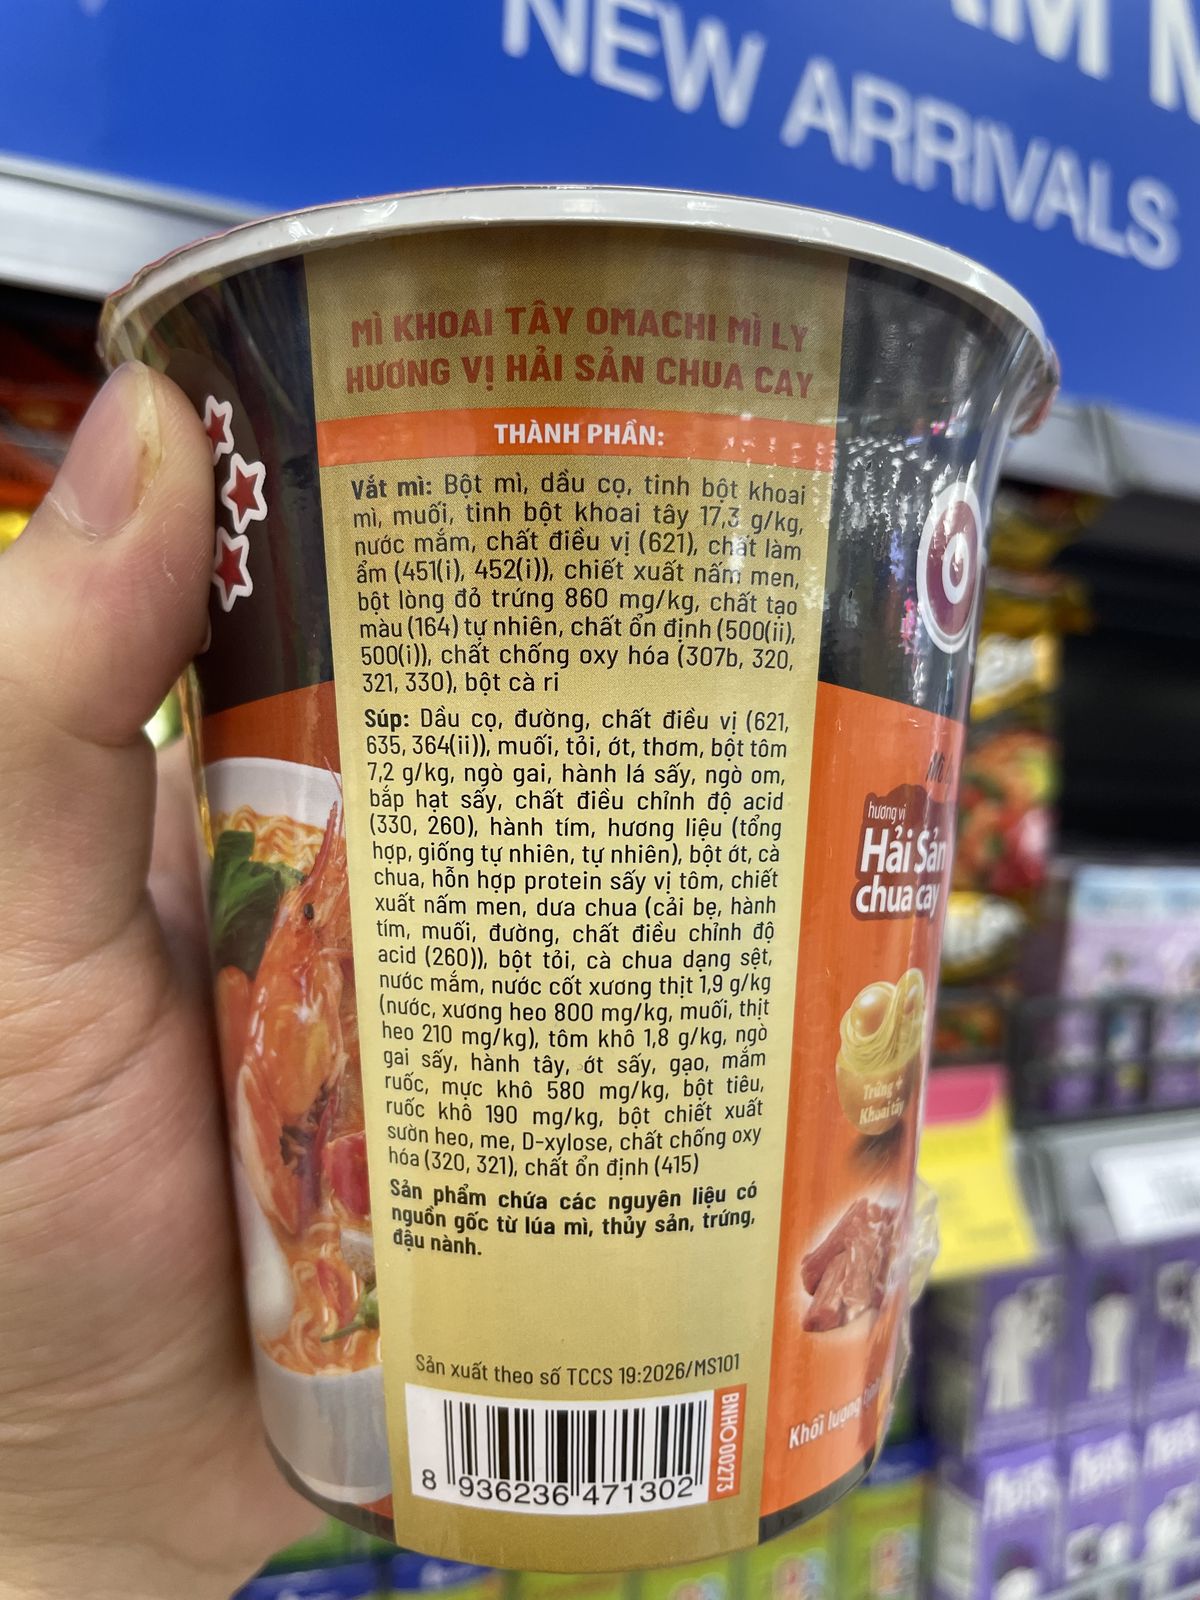 NEW ARRIVALS
MÌ KHOAI TÂY OMACHI MÌ LY
HƯƠNG VỊ HẢI SẢN CHUA CAY
THÀNH PHẦN:
Vắt mì: Bột mì, dầu cọ, tinh bột khoai
mì, muối, tinh bột khoai tây 17,3 g/kg,
nước mắm, chất điều vị (621), chất làm
ẩm (451(i), 452(i)), chiết xuất nấm men,
bột lòng đỏ trứng 860 mg/kg, chất tạo
màu (164) tự nhiên, chất ổn định (500(ii),
500(i)), chất chống oxy hóa (307b, 320,
321, 330), bột cà ri
Súp: Dầu cọ, đường, chất điều vị (621,
635, 364(ii)), muối, tỏi, ớt, thơm, bột tôm
7,2 g/kg, ngò gai, hành lá sấy, ngò om,
bắp hạt sấy, chất điều chỉnh độ acid
(330, 260), hành tím, hương liệu (tổng
hợp, giống tự nhiên, tự nhiên), bột ớt, cà
chua, hỗn hợp protein sấy vị tôm, chiết
xuất nấm men, dưa chua (cải bẹ, hành
tím, muối, đường, chất điều chỉnh độ
acid (260)), bột tỏi, cà chua dạng sệt,
nước mắm, nước cốt xương thịt 1,9 g/kg
(nước, xương heo 800 mg/kg, muối, thịt
heo 210 mg/kg), tôm khô 1,8 g/kg, ngò
gai sấy, hành tây, ớt sấy, gạo, mắm
ruốc, mực khô 580 mg/kg, bột tiêu,
ruốc khô 190 mg/kg, bột chiết xuất
sườn heo, me, D-xylose, chất chống oxy
hóa (320, 321), chất ổn định (415)
Sản phẩm chứa các nguyên liệu có
nguồn gốc từ lúa mì, thủy sản, trứng,
đậu nành.
Sản xuất theo số TCCS 19:2026/MS101
8 936236 471302
BNHO00273
hương vị
Hải Sản
chua cay
Trứng +
Khoai tây
Khối lượng